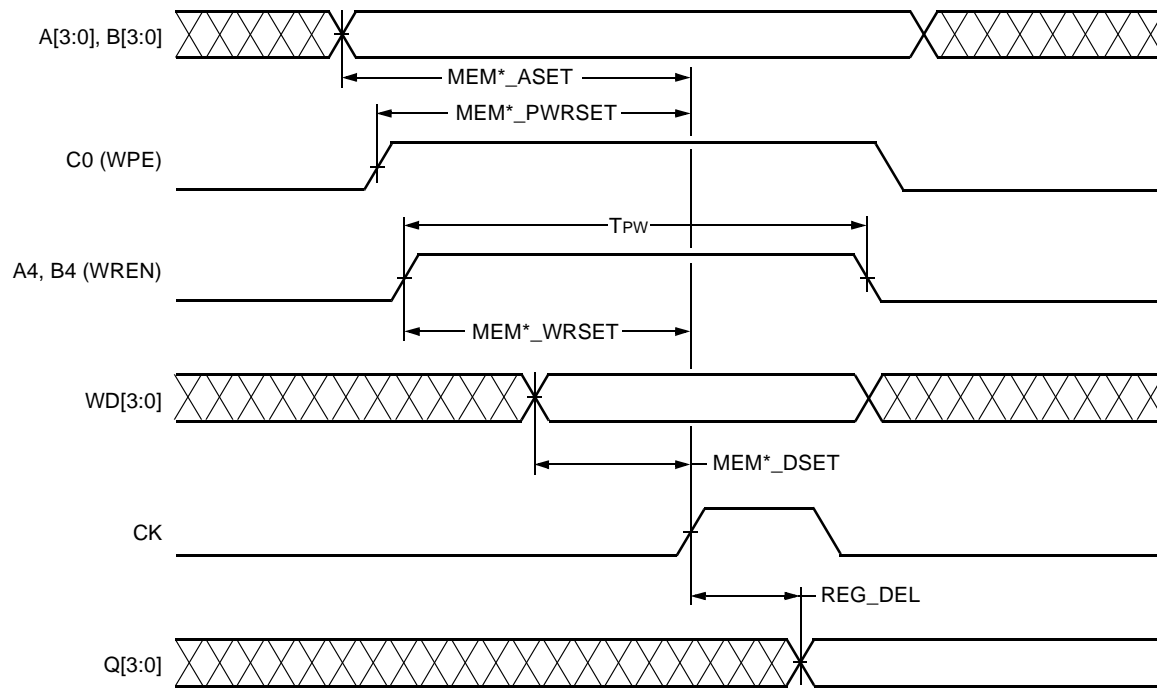 A[3:0], B[3:0]
MEM*_ASET
MEM*_PWRSET
C0 (WPE)
TPW
A4, B4 (WREN)
MEM*_WRSET
WD[3:0]
MEM*_DSET
CK
REG_DEL
Q[3:0]